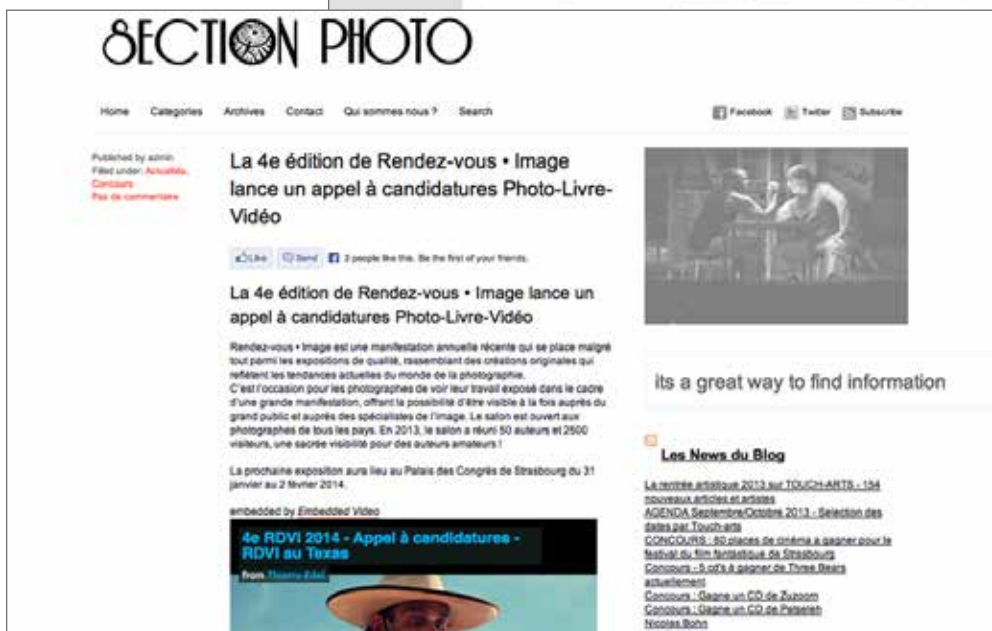 SECTION PHOTO
Home Categories Archives Contact Qui sommes nous ? Search
Facebook Twitter Subscribe
Published by admin
Filed under: Actualités,
Concours
Pas de commentaire
La 4e édition de Rendez-vous • Image
lance un appel à candidatures Photo-Livre-
Vidéo
Like Send 2 people like this. Be the first of your friends.
La 4e édition de Rendez-vous • Image lance un
appel à candidatures Photo-Livre-Vidéo
Rendez-vous • Image est une manifestation annuelle récente qui se place malgré
tout parmi les expositions de qualité, rassemblant des créations originales qui
reflètent les tendances actuelles du monde de la photographie.
C'est l'occasion pour les photographes de voir leur travail exposé dans le cadre
d'une grande manifestation, offrant la possibilité d'être visible à la fois auprès du
grand public et auprès des spécialistes de l'image. Le salon est ouvert aux
photographes de tous les pays. En 2013, le salon a réuni 50 auteurs et 2500
visiteurs, une sacrée visibilité pour des auteurs amateurs !
La prochaine exposition aura lieu au Palais des Congrès de Strasbourg du 31
janvier au 2 février 2014.
embedded by Embedded Video
4e RDVI 2014 - Appel à candidatures -
RDVI au Texas
from Thierry
its a great way to find information
Les News du Blog
La rentrée artistique 2013 sur TOUCH-ARTS - 154
nouveaux articles et artistes
AGENDA Septembre/Octobre 2013 - Selection des
dates par Touch-arts
CONCOURS : 60 places de cinéma a gagner pour le
festival du film fantastique de Strasbourg
Concort - 5 cd's à gagner de Three Bears
actuellement
Concours : Gagne un CD de Zuzoom
Concours : Gagne un CD de Petseleh
Nicolas Bohn